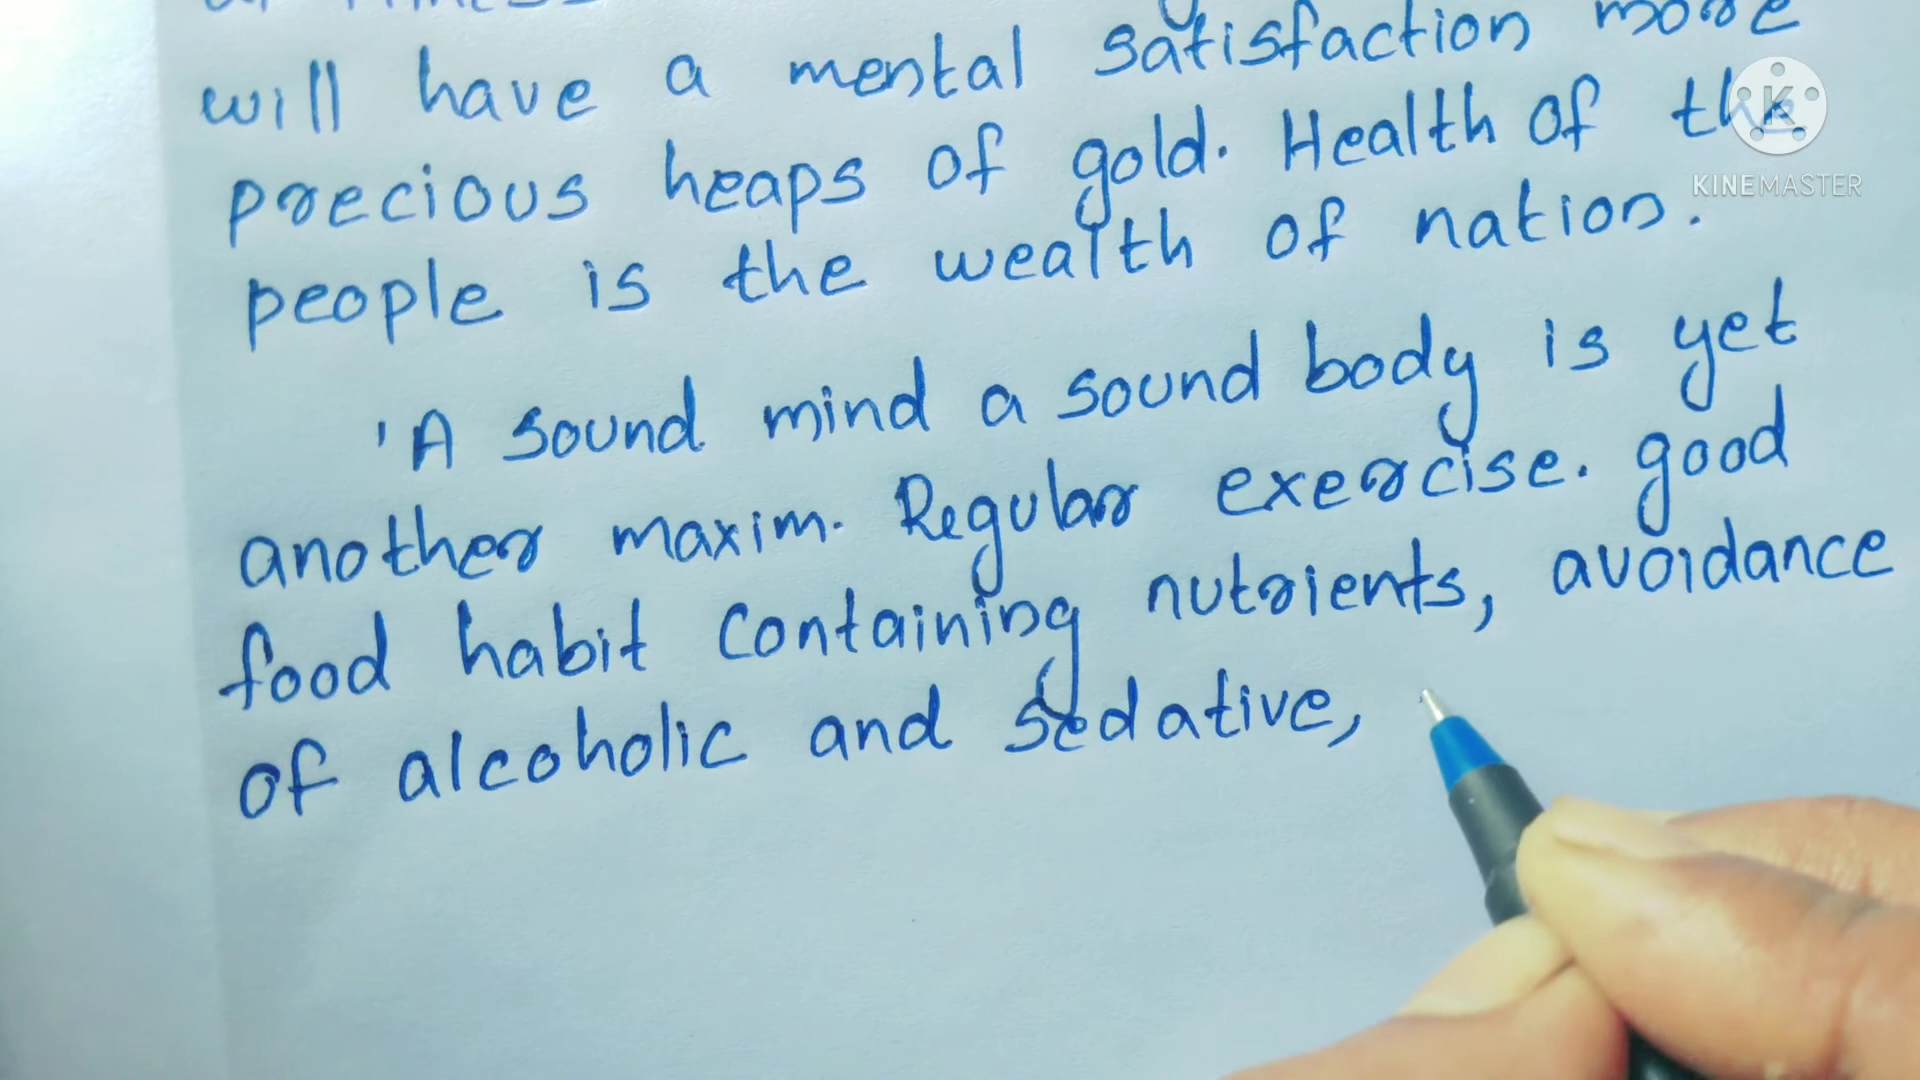 will have a mental satisfaction more
precious heaps of gold. Health of the
people is the wealth of nation.
'A sound mind a sound body is yet
another maxim. Regular exercise. good
food habit containing nutrients, avoidance
of alcoholic and sedative,
KINEMASTER